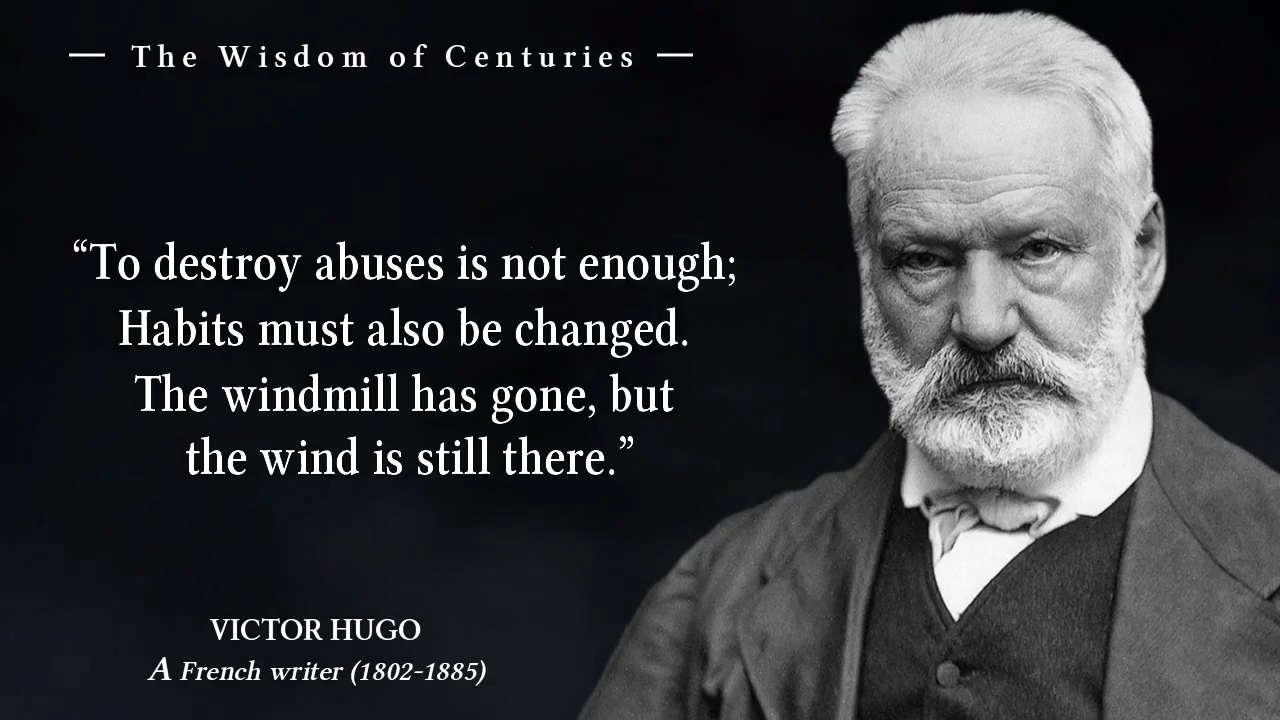 — The Wisdom of Centuries —
“To destroy abuses is not enough;
Habits must also be changed.
The windmill has gone, but
the wind is still there.”
VICTOR HUGO
A French writer (1802-1885)